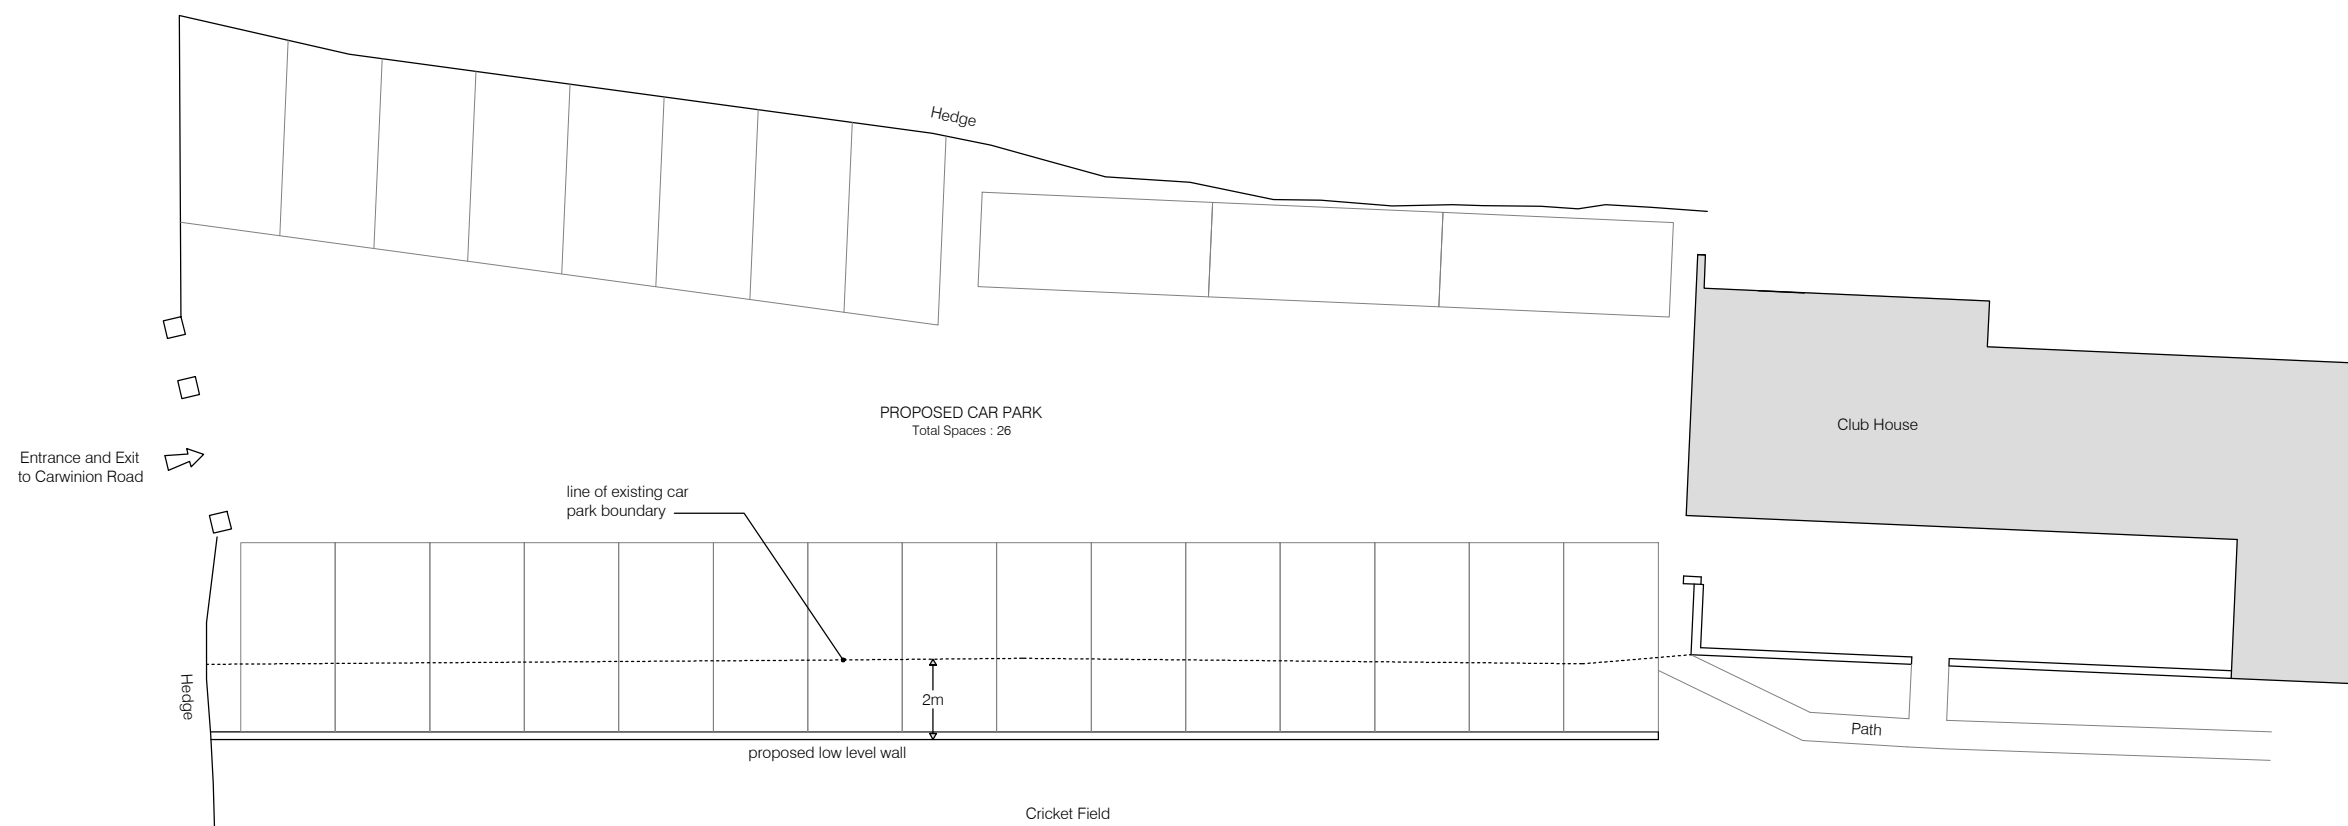 Hedge
PROPOSED CAR PARK
Total Spaces : 26
Club House
Entrance and Exit
to Carwinion Road
line of existing car
park boundary
Hedge
2m
Path
proposed low level wall
Cricket Field